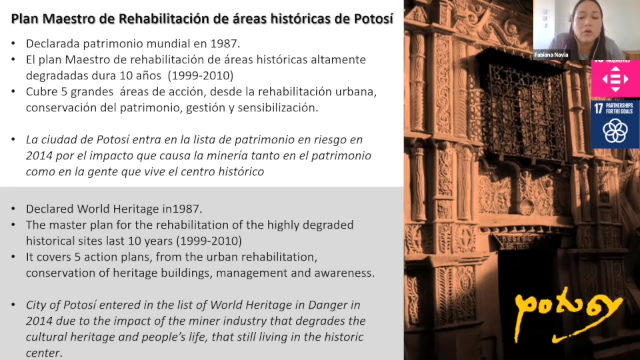 Plan Maestro de Rehabilitación de áreas históricas de Potosí
• Declarada patrimonio mundial en 1987.
• El plan Maestro de rehabilitación de áreas históricas altamente
degradadas dura 10 años (1999-2010)
• Cubre 5 grandes áreas de acción, desde la rehabilitación urbana,
conservación del patrimonio, gestión y sensibilización.
• La ciudad de Potosí entra en la lista de patrimonio en riesgo en
2014 por el impacto que causa la minería tanto en el patrimonio
como en la gente que vive el centro histórico
• Declared World Heritage in1987.
• The master plan for the rehabilitation of the highly degraded
historical sites last 10 years (1999-2010)
• It covers 5 action plans, from the urban rehabilitation,
conservation of heritage buildings, management and awareness.
• City of Potosí entered in the list of World Heritage in Danger in
2014 due to the impact of the miner industry that degrades the
cultural heritage and people's life, that still living in the historic
center.
Fabiana Navia
17 PARTNERSHIPS
FOR THE GOALS